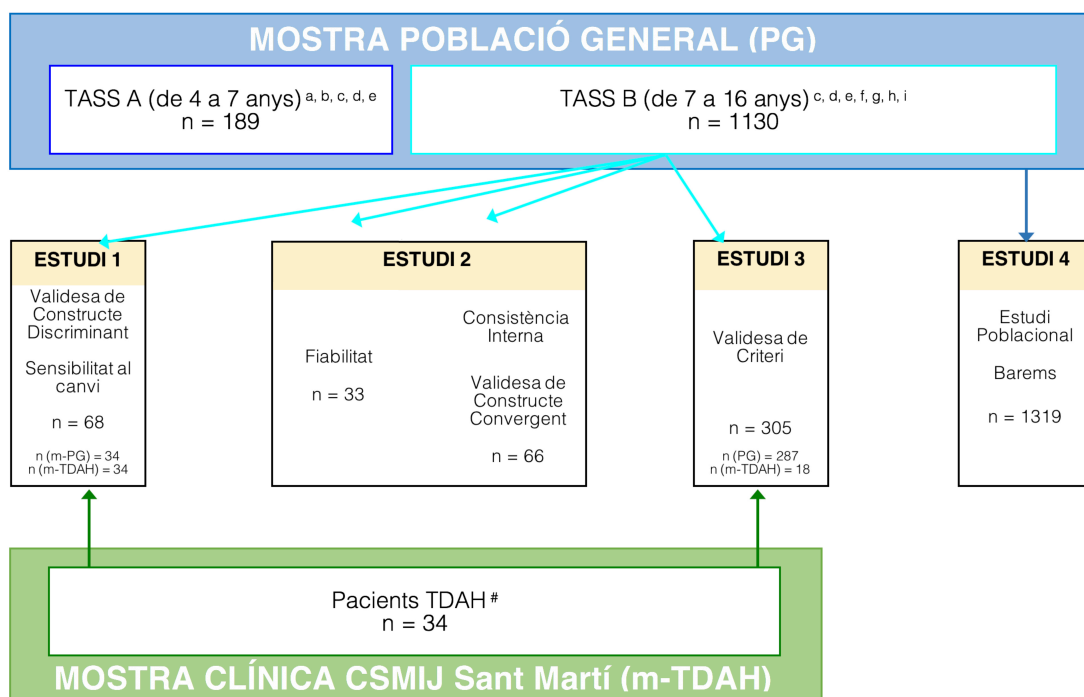 MOSTRA POBLACIÓ GENERAL (PG)
TASS A (de 4 a 7 anys) a, b, c, d, e
n = 189
TASS B (de 7 a 16 anys) c, d, e, f, g, h, i
n = 1130
ESTUDI 1
Validesa de
Constructe
Discriminant
Sensibilitat al
canvi
n = 68
n (m-PG) = 34
n (m-TDAH) = 34
ESTUDI 2
Fiabilitat
n = 33
Consistència
Interna
Validesa de
Constructe
Convergent
n = 66
ESTUDI 3
Validesa de
Criteri
n = 305
n (PG) = 287
n (m-TDAH) = 18
ESTUDI 4
Estudi
Poblacional
Barems
n = 1319
Pacients TDAH #
n = 34
MOSTRA CLÍNICA CSMIJ Sant Martí (m-TDAH)